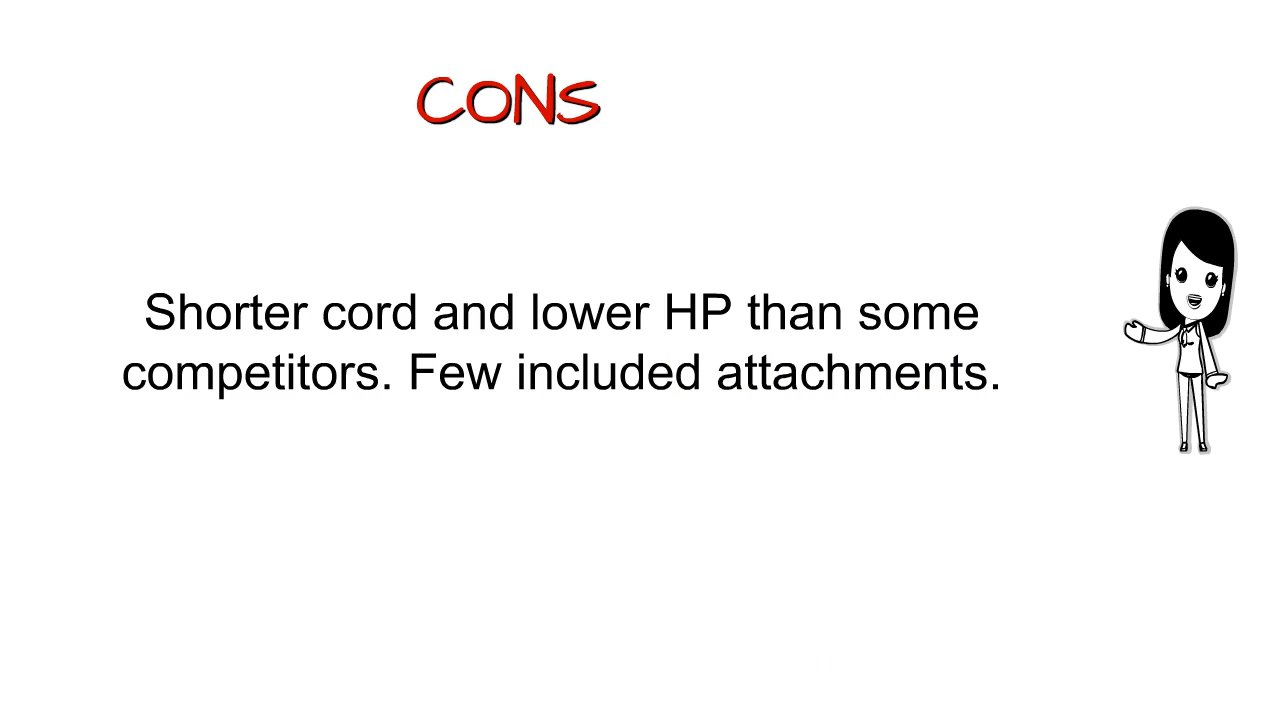 CONS
Shorter cord and lower HP than some
competitors. Few included attachments.